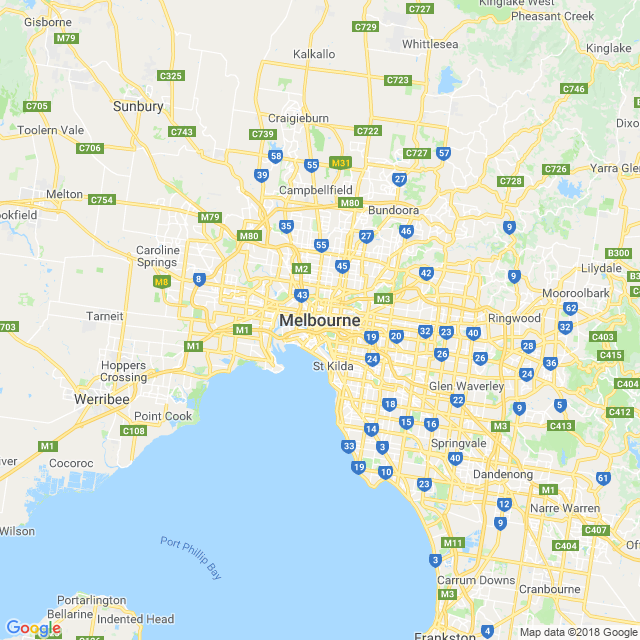 Kinglake West
C727
Pheasant Creek
Gisborne
C729
M79
Whittlesea
Kinglake
Kalkallo
C325
C723
C746
C705
Sunbury
Craigieburn
Toolern Vale
C743
C739
C722
C706
C727
57
58
55
M31
C726
Yarra Gle
39
27
C728
Melton
C754
Campbellfield
M80
Bundoora
M79
35
46
9
M80
27
55
Caroline
Springs
B300
M2
45
42
Lilydale
M8
8
9
43
M3
Mooroolbark
62
Tarneit
Melbourne
Ringwood
M1
32
19
20
32
23
40
C403
M1
28
26
26
C415
Hoppers
Crossing
St Kilda
24
36
24
C404
Glen Waverley
Werribee
22
18
5
9
C412
Point Cook
15
16
M3
C413
C108
14
M1
33
3
Springvale
40
Cocoroc
19
10
Dandenong
61
23
M1
12
Narre Warren
9
C407
Port Phillip Bay
M11
C404
3
Carrum Downs
Cranbourne
M3
Portarlington
Bellarine
Indented Head
4
Google
Map data ©2018 Google
Frankston